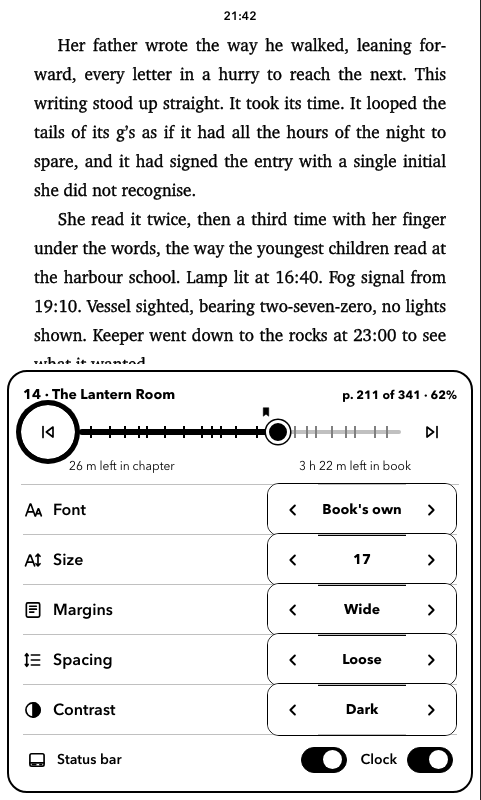 21:42
Her father wrote the way he walked, leaning for-
ward, every letter in a hurry to reach the next. This
writing stood up straight. It took its time. It looped the
tails of its g’s as if it had all the hours of the night to
spare, and it had signed the entry with a single initial
she did not recognise.
She read it twice, then a third time with her finger
under the words, the way the youngest children read at
the harbour school. Lamp lit at 16:40. Fog signal from
19:10. Vessel sighted, bearing two-seven-zero, no lights
shown. Keeper went down to the rocks at 23:00 to see
what it wanted.
14 · The Lantern Room p. 211 of 341 · 62%
26 m left in chapter 3 h 22 m left in book
Font Book's own
Size 17
Margins Wide
Spacing Loose
Contrast Dark
Status bar Clock